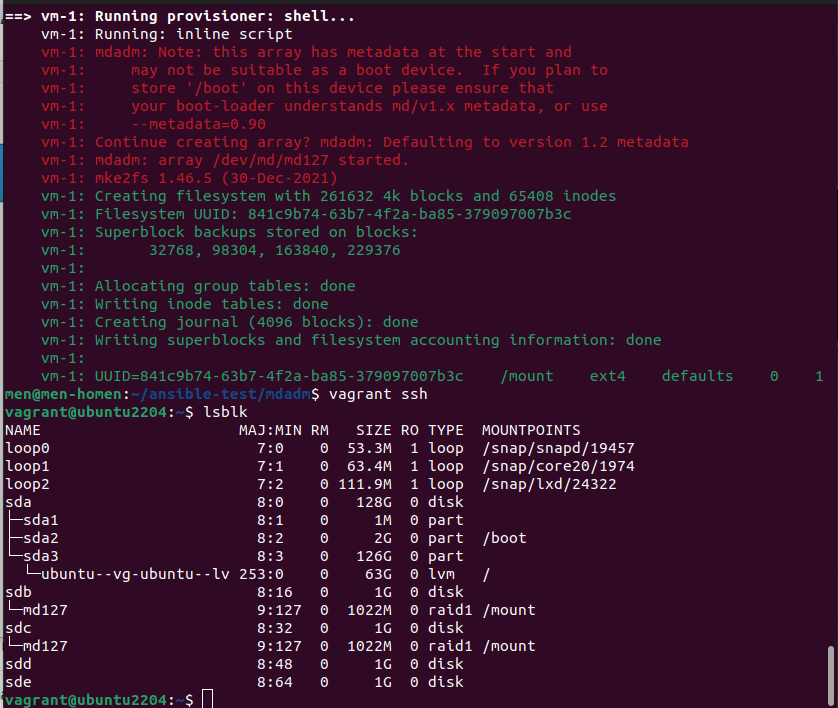 ==> vm-1: Running provisioner: shell...
    vm-1: Running: inline script
    vm-1: mdadm: Note: this array has metadata at the start and
    vm-1:     may not be suitable as a boot device.  If you plan to
    vm-1:     store '/boot' on this device please ensure that
    vm-1:     your boot-loader understands md/v1.x metadata, or use
    vm-1:     --metadata=0.90
    vm-1: Continue creating array? mdadm: Defaulting to version 1.2 metadata
    vm-1: mdadm: array /dev/md/md127 started.
    vm-1: mke2fs 1.46.5 (30-Dec-2021)
    vm-1: Creating filesystem with 261632 4k blocks and 65408 inodes
    vm-1: Filesystem UUID: 841c9b74-63b7-4f2a-ba85-379097007b3c
    vm-1: Superblock backups stored on blocks:
    vm-1:       32768, 98304, 163840, 229376
    vm-1:
    vm-1: Allocating group tables: done
    vm-1: Writing inode tables: done
    vm-1: Creating journal (4096 blocks): done
    vm-1: Writing superblocks and filesystem accounting information: done
    vm-1:
    vm-1: UUID=841c9b74-63b7-4f2a-ba85-379097007b3c    /mount    ext4    defaults    0    1
men@men-homen:~/ansible-test/mdadm$ vagrant ssh
vagrant@ubuntu2204:~$ lsblk
NAME                      MAJ:MIN RM   SIZE RO TYPE  MOUNTPOINTS
loop0                       7:0    0  53.3M  1 loop  /snap/snapd/19457
loop1                       7:1    0  63.4M  1 loop  /snap/core20/1974
loop2                       7:2    0 111.9M  1 loop  /snap/lxd/24322
sda                         8:0    0   128G  0 disk
├─sda1                      8:1    0     1M  0 part
├─sda2                      8:2    0     2G  0 part  /boot
└─sda3                      8:3    0   126G  0 part
  └─ubuntu--vg-ubuntu--lv 253:0    0    63G  0 lvm   /
sdb                         8:16   0     1G  0 disk
└─md127                     9:127  0  1022M  0 raid1 /mount
sdc                         8:32   0     1G  0 disk
└─md127                     9:127  0  1022M  0 raid1 /mount
sdd                         8:48   0     1G  0 disk
sde                         8:64   0     1G  0 disk
vagrant@ubuntu2204:~$